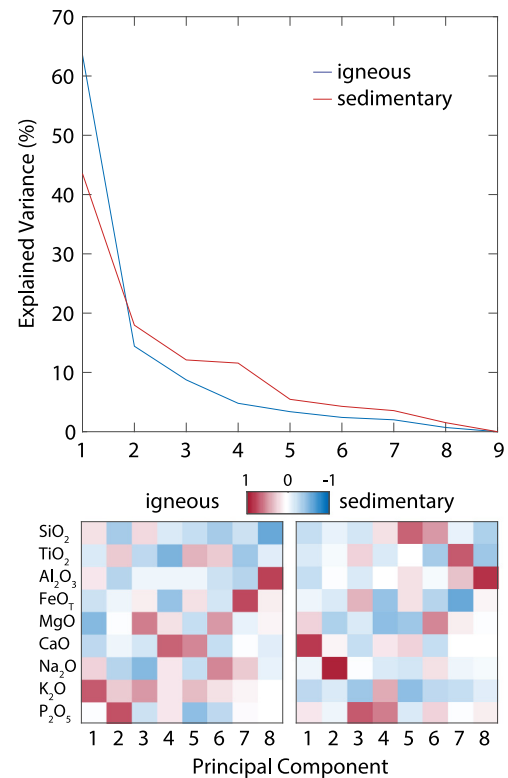 70
60
50
40
30
20
10
0
Explained Variance (%)
igneous
sedimentary
1 2 3 4 5 6 7 8 9
1 0 -1
igneous sedimentary
SiO₂
TiO₂
Al₂O₃
FeO_T
MgO
CaO
Na₂O
K₂O
P₂O₅
1 2 3 4 5 6 7 8 1 2 3 4 5 6 7 8
Principal Component